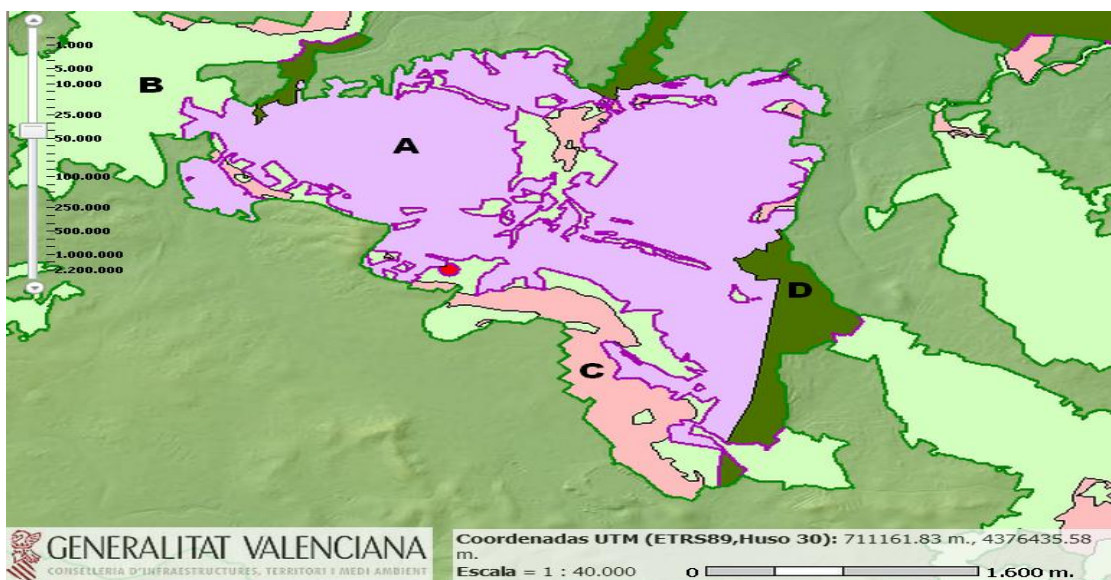 1.000
5.000
10.000
25.000
50.000
100.000
250.000
500.000
1.000.000
2.200.000
B
A
D
C
GENERALITAT VALENCIANA
CONSELLERIA D'INFRAESTRUCTURES, TERRITORI I MEDI AMBIENT
Coordenadas UTM (ETRS89,Huso 30): 711161.83 m., 4376435.58
m.
Escala = 1 : 40.000
0
1.600 m.